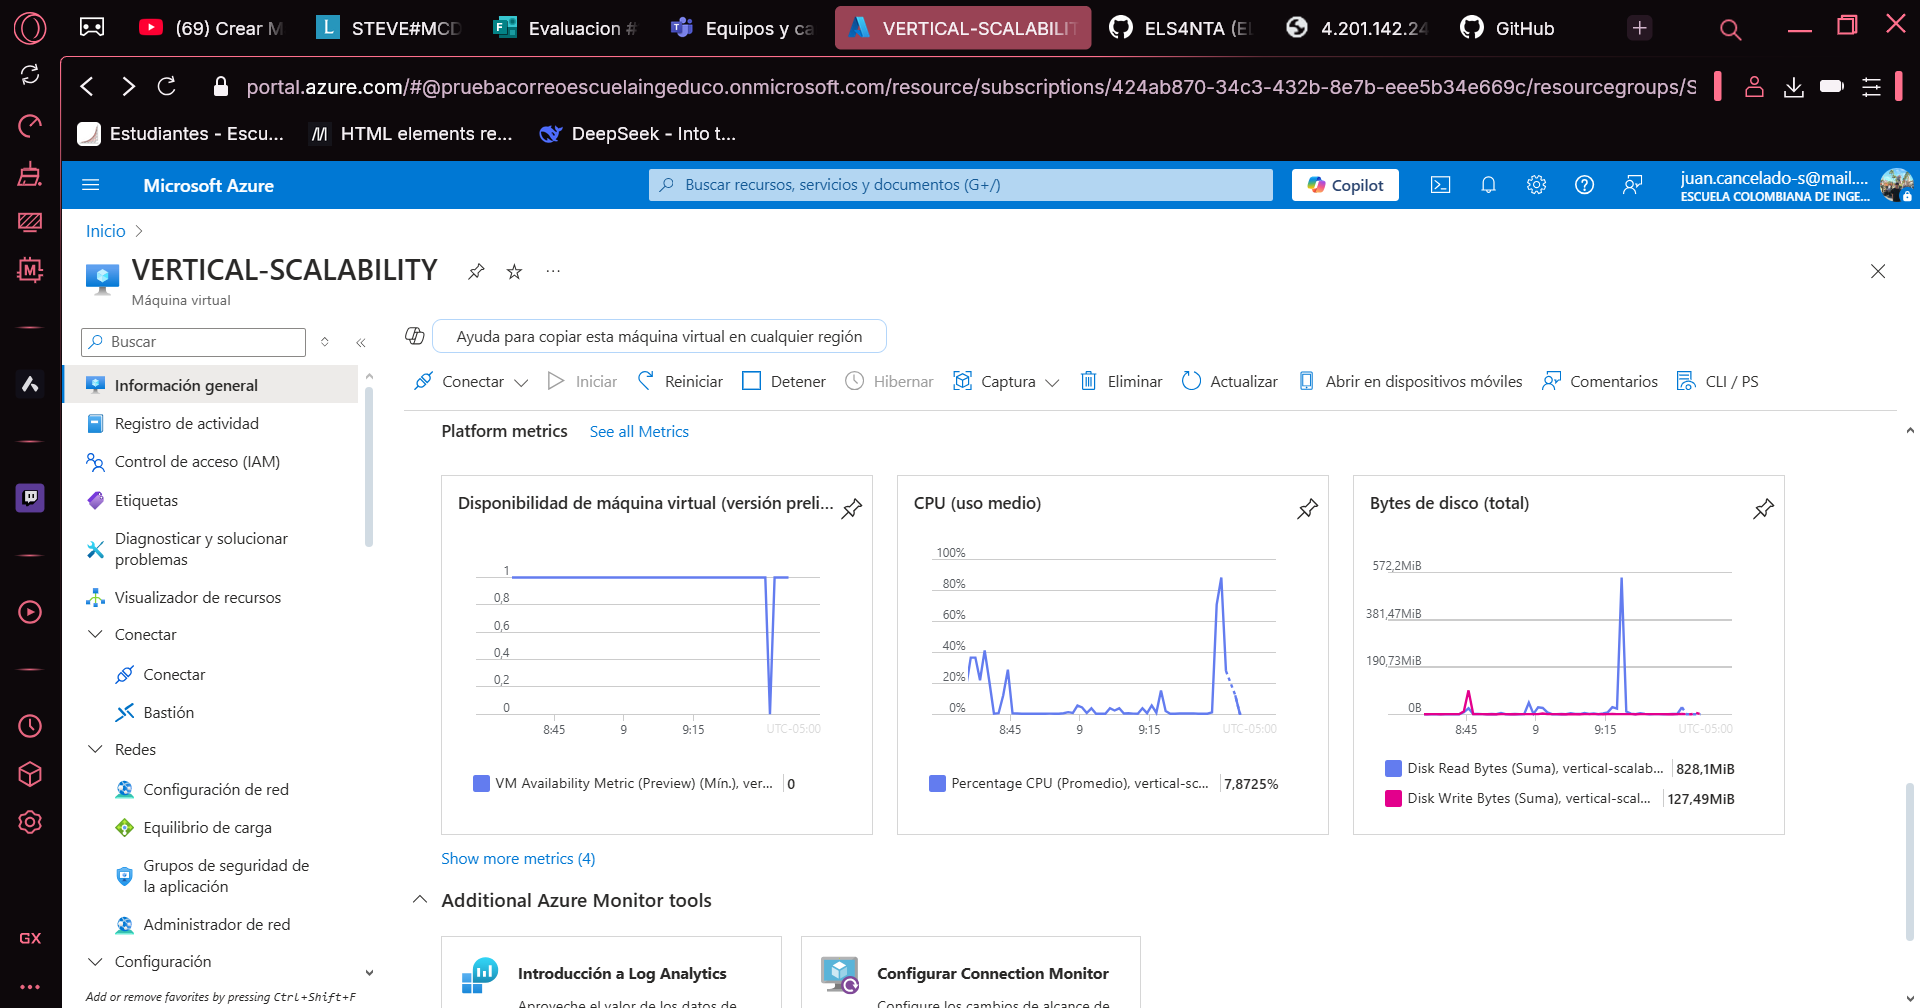 (69) Crear M
STEVE#MCD
Evaluacion #
Equipos y ca
VERTICAL-SCALABILIT
ELS4NTA (EL
4.201.142.24
GitHub
portal.azure.com/#@pruebacorreoescuelaingeduco.onmicrosoft.com/resource/subscriptions/424ab870-34c3-432b-8e7b-eee5b34e669c/resourcegroups/S
Estudiantes - Escu...
HTML elements re...
DeepSeek - Into t...
Microsoft Azure
Buscar recursos, servicios y documentos (G+/)
Copilot
juan.cancelado-s@mail....
ESCUELA COLOMBIANA DE INGE...
Inicio
VERTICAL-SCALABILITY
Máquina virtual
Buscar
Ayuda para copiar esta máquina virtual en cualquier región
Conectar
Iniciar
Reiniciar
Detener
Hibernar
Captura
Eliminar
Actualizar
Abrir en dispositivos móviles
Comentarios
CLI / PS
Información general
Registro de actividad
Control de acceso (IAM)
Etiquetas
Diagnosticar y solucionar
problemas
Visualizador de recursos
Conectar
Conectar
Bastión
Redes
Configuración de red
Equilibrio de carga
Grupos de seguridad de
la aplicación
Administrador de red
Configuración
Add or remove favorites by pressing Ctrl+Shift+F
GX
Platform metrics
See all Metrics
Disponibilidad de máquina virtual (versión preli...
1
0,8
0,6
0,4
0,2
0
8:45
9
9:15
UTC-05:00
VM Availability Metric (Preview) (Mín.), ver...
0
CPU (uso medio)
100%
80%
60%
40%
20%
0%
8:45
9
9:15
UTC-05:00
Percentage CPU (Promedio), vertical-sc...
7,8725%
Bytes de disco (total)
572,2MiB
381,47MiB
190,73MiB
0B
8:45
9
9:15
UTC-05:00
Disk Read Bytes (Suma), vertical-scalab...
828,1MiB
Disk Write Bytes (Suma), vertical-scal...
127,49MiB
Show more metrics (4)
Additional Azure Monitor tools
Introducción a Log Analytics
Aproveche el valor de los datos de
Configurar Connection Monitor
Configure los cambios de alcance de